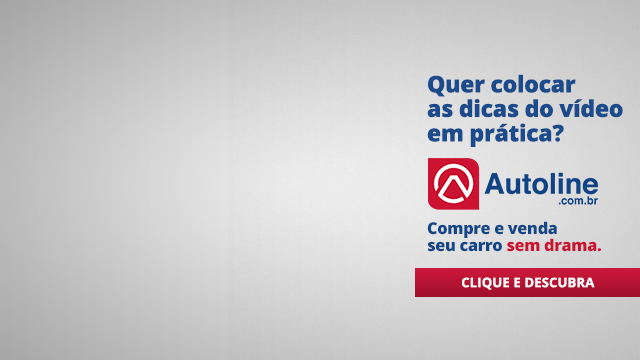 Quer colocar
as dicas do vídeo
em prática?
Autoline
.com.br
Compre e venda
seu carro sem drama.
CLIQUE E DESCUBRA